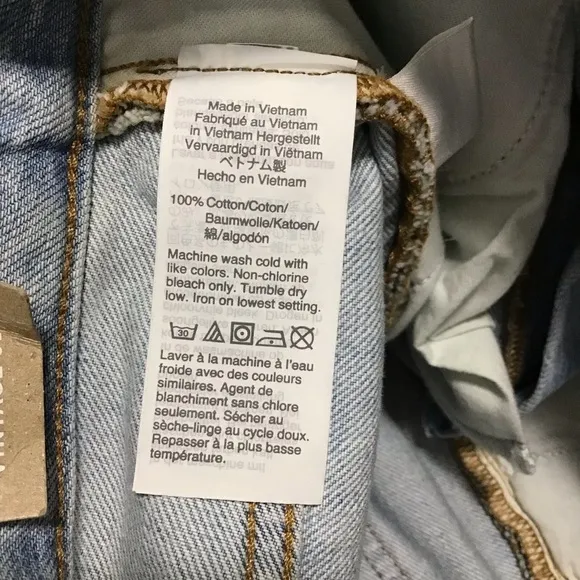 Made in Vietnam
Fabriqué au Vietnam
in Vietnam Hergestellt
Vervaardigd in Viëtnam
ベトナム製
Hecho en Vietnam
100% Cotton/Coton/
Baumwolle/Katoen/
綿/algodón
Machine wash cold with
like colors. Non-chlorine
bleach only. Tumble dry
low. Iron on lowest setting.
30
Laver à la machine à l'eau
froide avec des couleurs
similaires. Agent de
blanchiment sans chlore
seulement. Sécher au
sèche-linge au cycle doux.
Repasser à la plus basse
température.